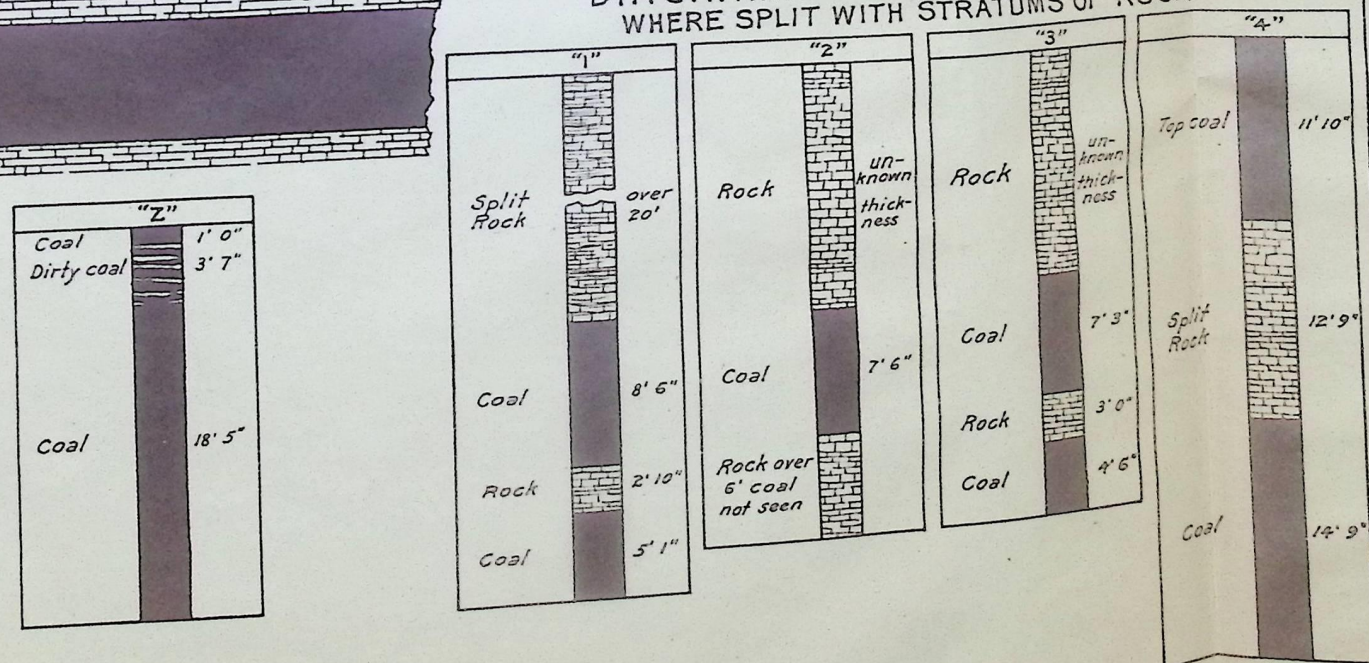 WHERE SPLIT WITH STRATUMS OF
"Z"
Coal 1' 0"
Dirty coal 3' 7"
Coal 18' 5"
"1"
Split
Rock
over
20'
Coal 8' 6"
Rock 2' 10"
Coal 5' 1"
"2"
Rock
un-
known
thick-
ness
Coal 7' 6"
Rock over
6' coal
not seen
"3"
Rock
un-
known
thick-
ness
Coal 7' 3"
Rock 3' 0"
Coal 4' 6"
"4"
Top coal 11' 10"
Split
Rock
12' 9"
Coal 14' 9"